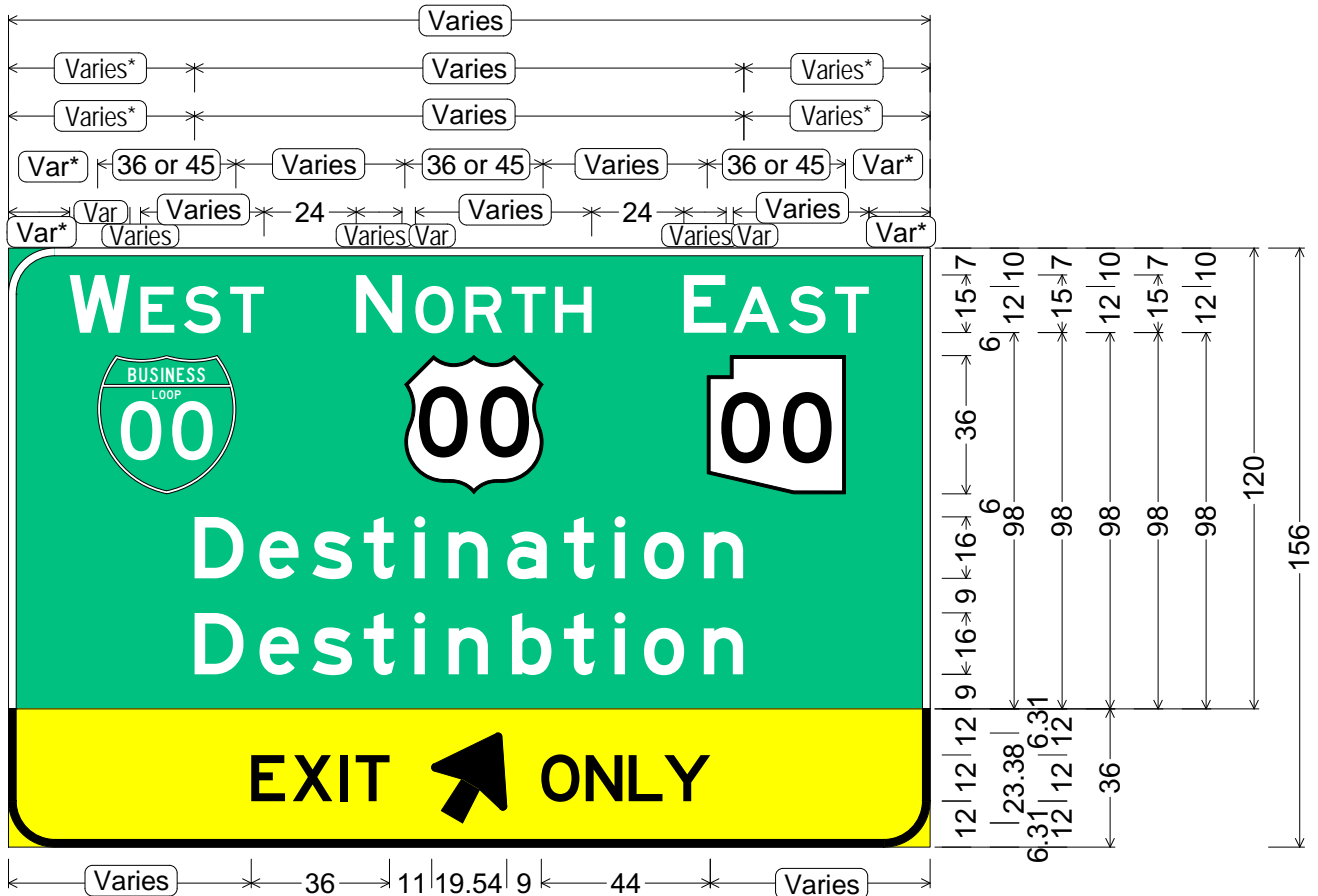 Varies
Varies* Varies Varies*
Varies* Varies Varies*
Var* 36 or 45 Varies 36 or 45 Varies 36 or 45 Var*
Var Varies 24 Varies 24 Varies
Var* Varies Varies Var Varies Var Var*
WEST NORTH EAST
BUSINESS
LOOP
00 00 00
Destination
Destinbtion
EXIT ONLY
7 10 7 10 7 10
15 12 15 12 15 12
6
36
6
98 98 98 98 98
16
9
16
9
120
156
12 6.31 12
12 23.38 12 36
12 6.31 12
Varies 36 11 19.54 9 44 Varies